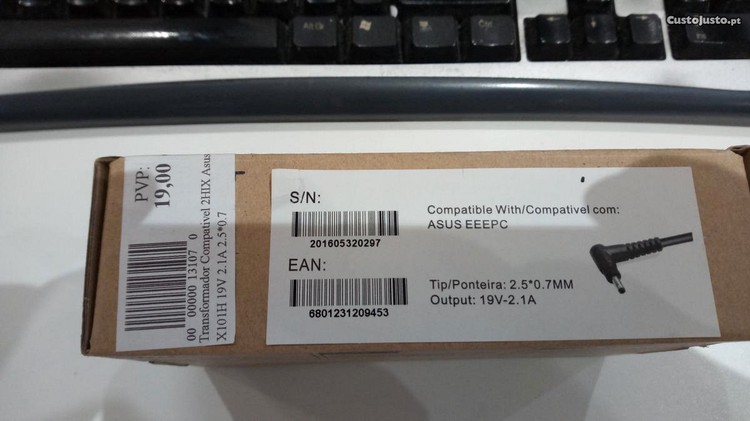 CustoJusto.pt
PVP:
19,00
00 00000 13107 0
Transformador Compativel 2HIX Asus
X101H 19V 2.1A 2.5*0.7
S/N:
201605320297
EAN:
6801231209453
Compatible With/Compativel com:
ASUS EEEPC
Tip/Ponteira: 2.5*0.7MM
Output: 19V-2.1A